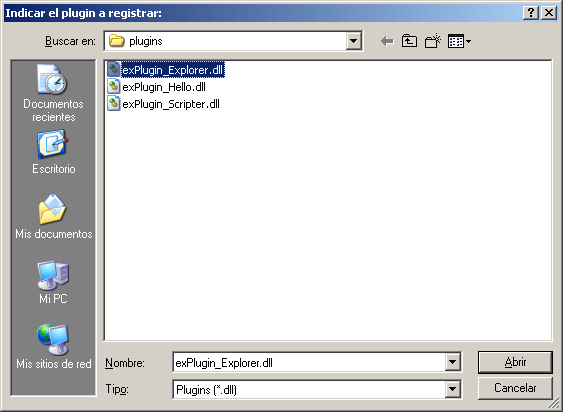 Indicar el plugin a registrar:
Buscar en: plugins
Documentos
recientes
Escritorio
Mis documentos
Mi PC
Mis sitios de red
exPlugin_Explorer.dll
exPlugin_Hello.dll
exPlugin_Scripter.dll
Nombre: exPlugin_Explorer.dll Abrir
Tipo: Plugins (*.dll) Cancelar